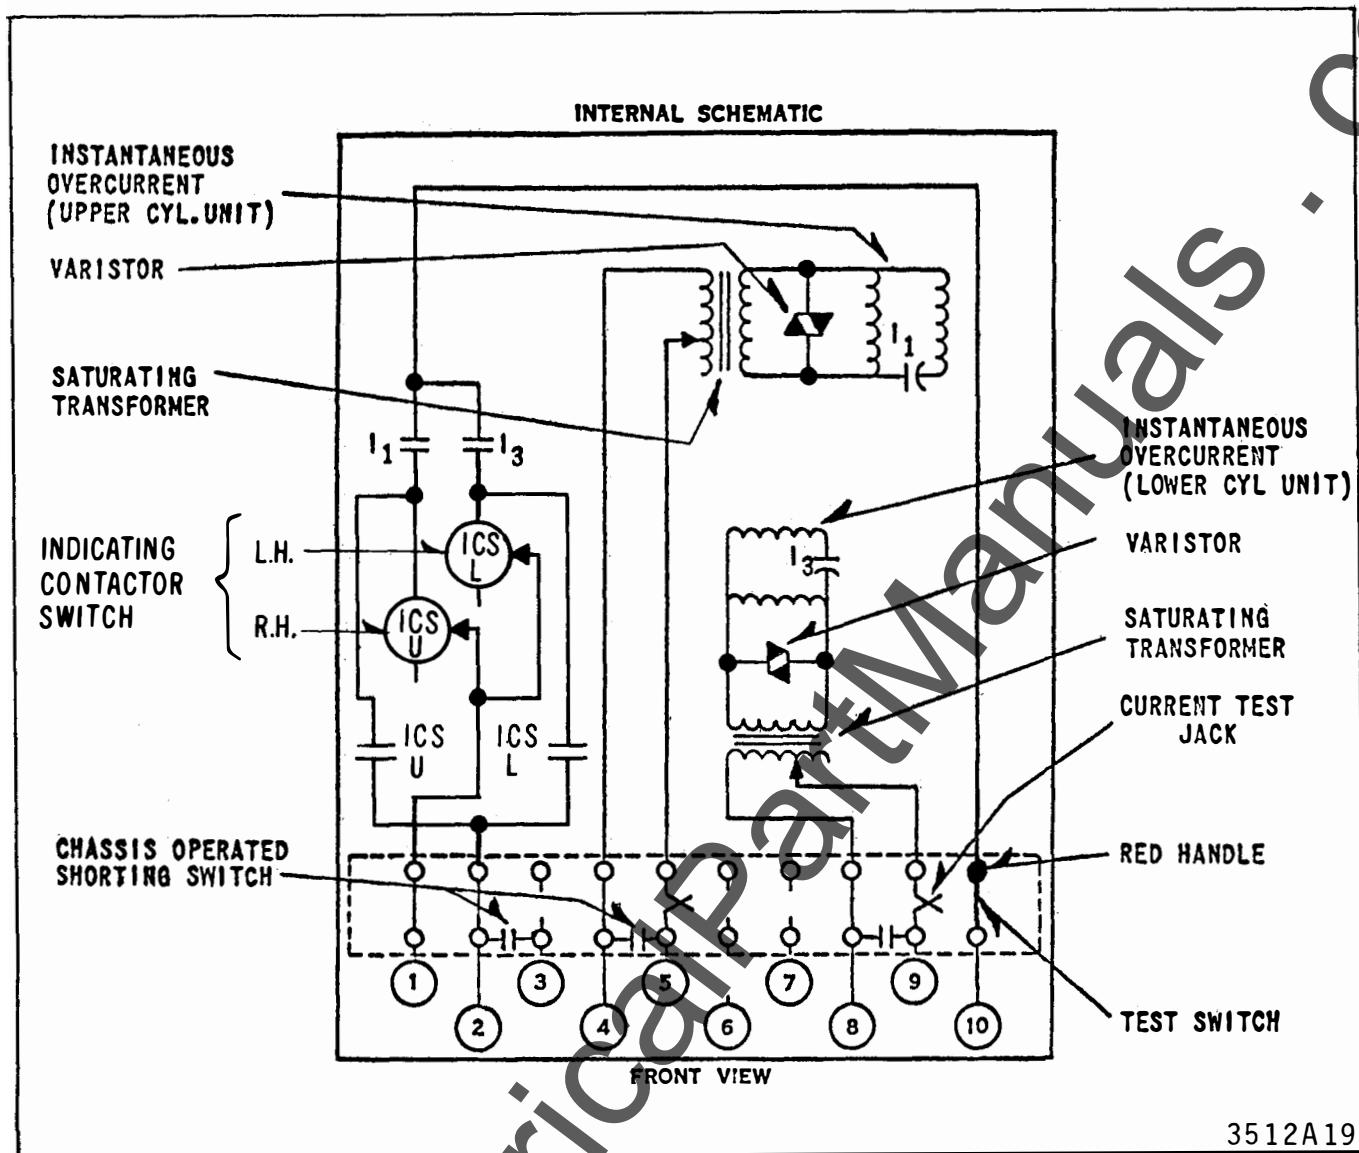 INTERNAL SCHEMATIC
INSTANTANEOUS
OVERCURRENT
(UPPER CYL.UNIT)
VARISTOR
SATURATING
TRANSFORMER
I1
I1
I3
INSTANTANEOUS
OVERCURRENT
(LOWER CYL UNIT)
INDICATING
CONTACTOR
SWITCH
L.H.
R.H.
ICS
L
ICS
U
I3
VARISTOR
SATURATING
TRANSFORMER
CURRENT TEST
JACK
ICS
U
ICS
L
CHASSIS OPERATED
SHORTING SWITCH
RED HANDLE
1
2
3
4
5
6
7
8
9
10
TEST SWITCH
FRONT VIEW
3512A19
ricalPartManuals . c